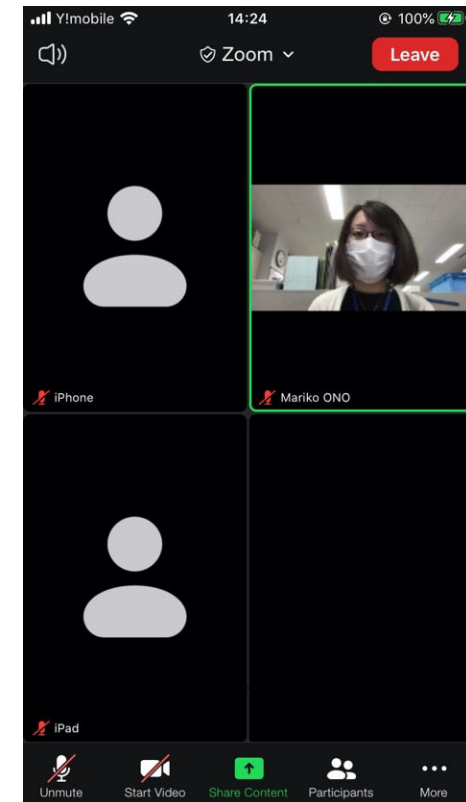 Y!mobile 14:24 100%
Zoom
Leave
iPhone
Mariko ONO
iPad
Unmute Start Video Share Content Participants More